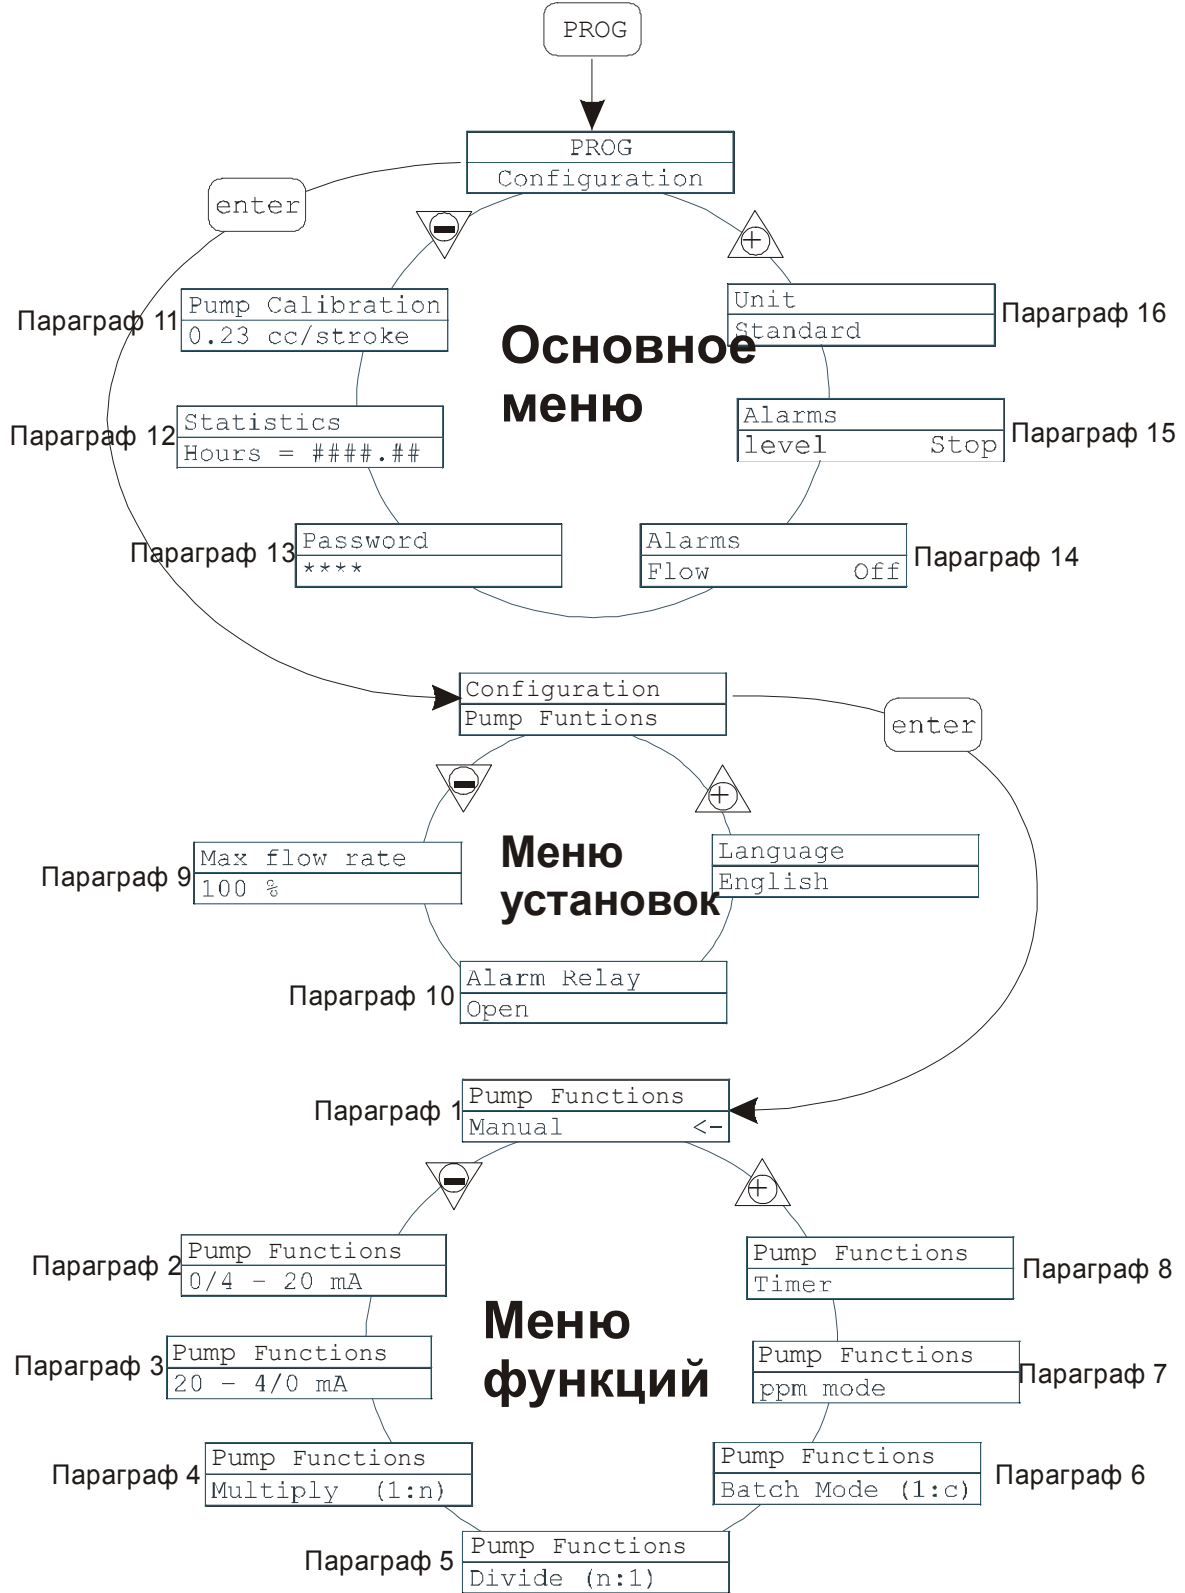 PROG
PROG
Configuration
enter
Параграф 11
Pump Calibration
0.23 cc/stroke
Основное
меню
Unit
Standard
Параграф 16
Параграф 12
Statistics
Hours = ####.##
Alarms
level Stop
Параграф 15
Параграф 13
Password
****
Alarms
Flow Off
Параграф 14
Configuration
Pump Funtions
enter
Параграф 9
Max flow rate
100 %
Меню
установок
Language
English
Параграф 10
Alarm Relay
Open
Параграф 1
Pump Functions
Manual <-
Параграф 2
Pump Functions
0/4 - 20 mA
Pump Functions
Timer
Параграф 8
Меню
функций
Параграф 3
Pump Functions
20 - 4/0 mA
Pump Functions
ppm mode
Параграф 7
Параграф 4
Pump Functions
Multiply (1:n)
Pump Functions
Batch Mode (1:c)
Параграф 6
Параграф 5
Pump Functions
Divide (n:1)